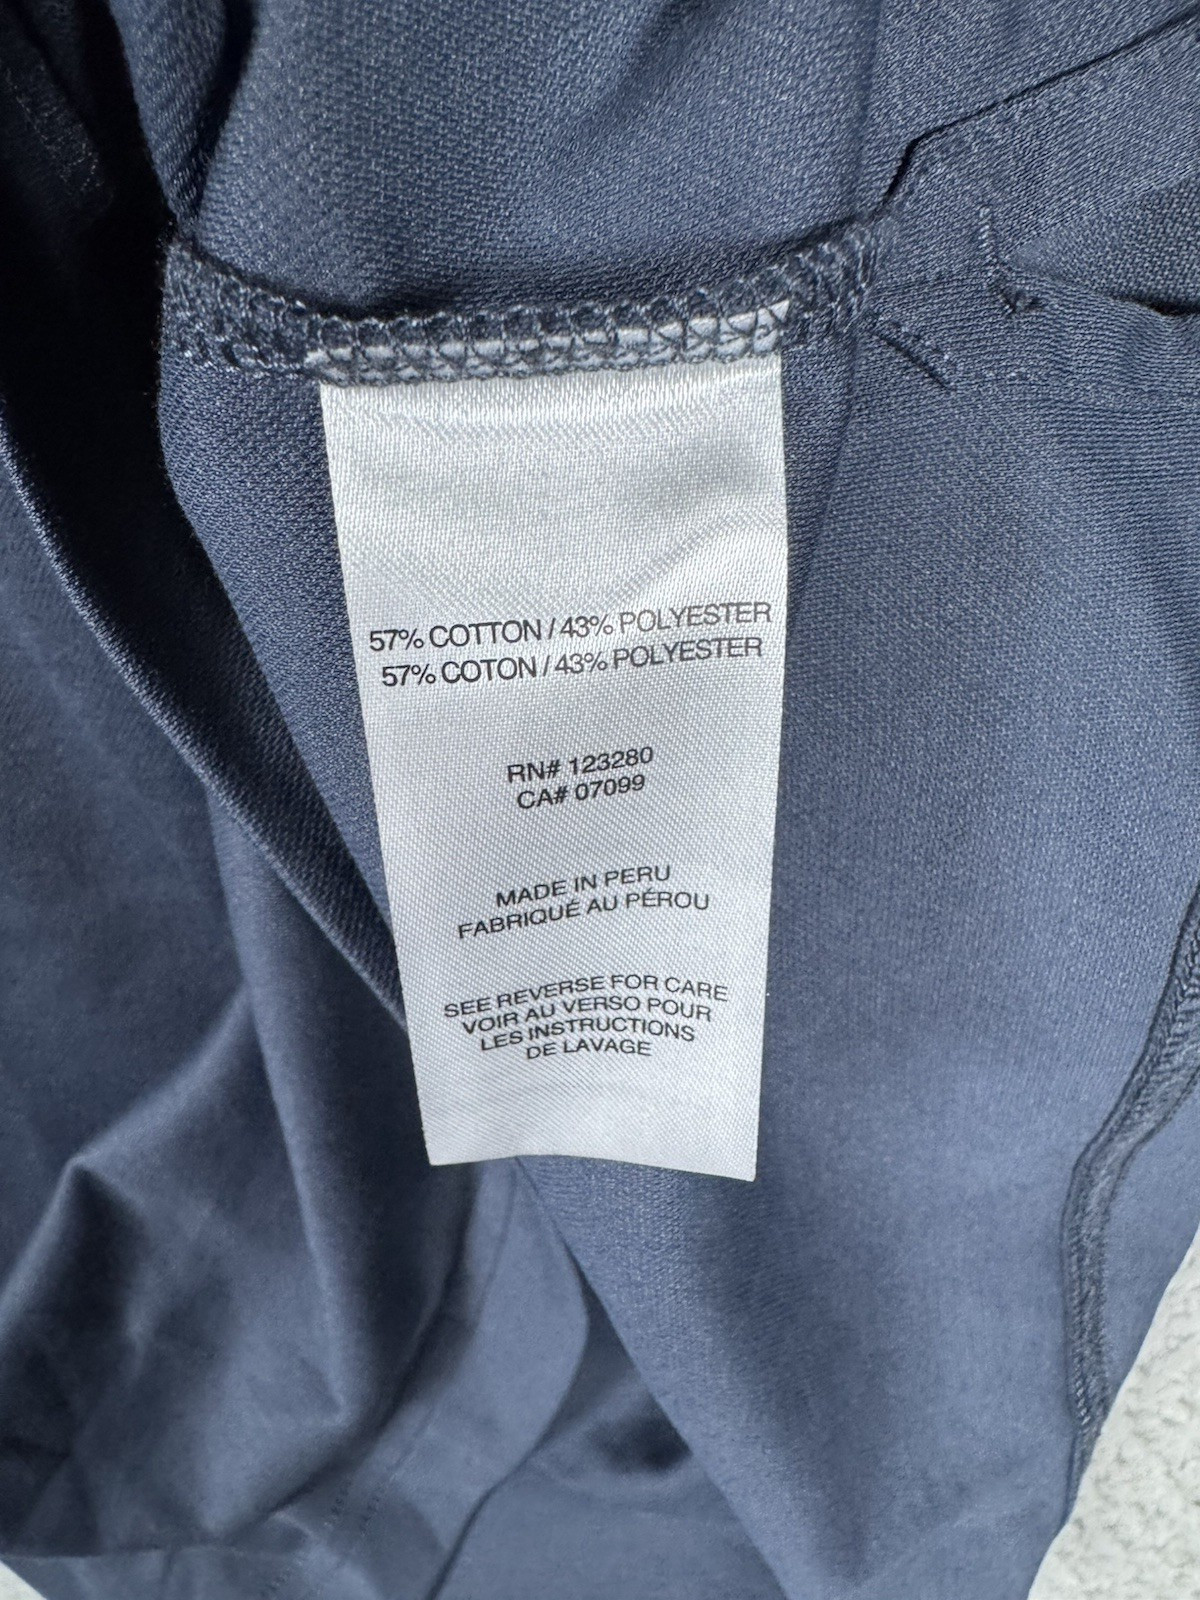 57% COTTON / 43% POLYESTER
57% COTON / 43% POLYESTER
RN# 123280
CA# 07099
MADE IN PERU
FABRIQUÉ AU PÉROU
SEE REVERSE FOR CARE
VOIR AU VERSO POUR
LES INSTRUCTIONS
DE LAVAGE